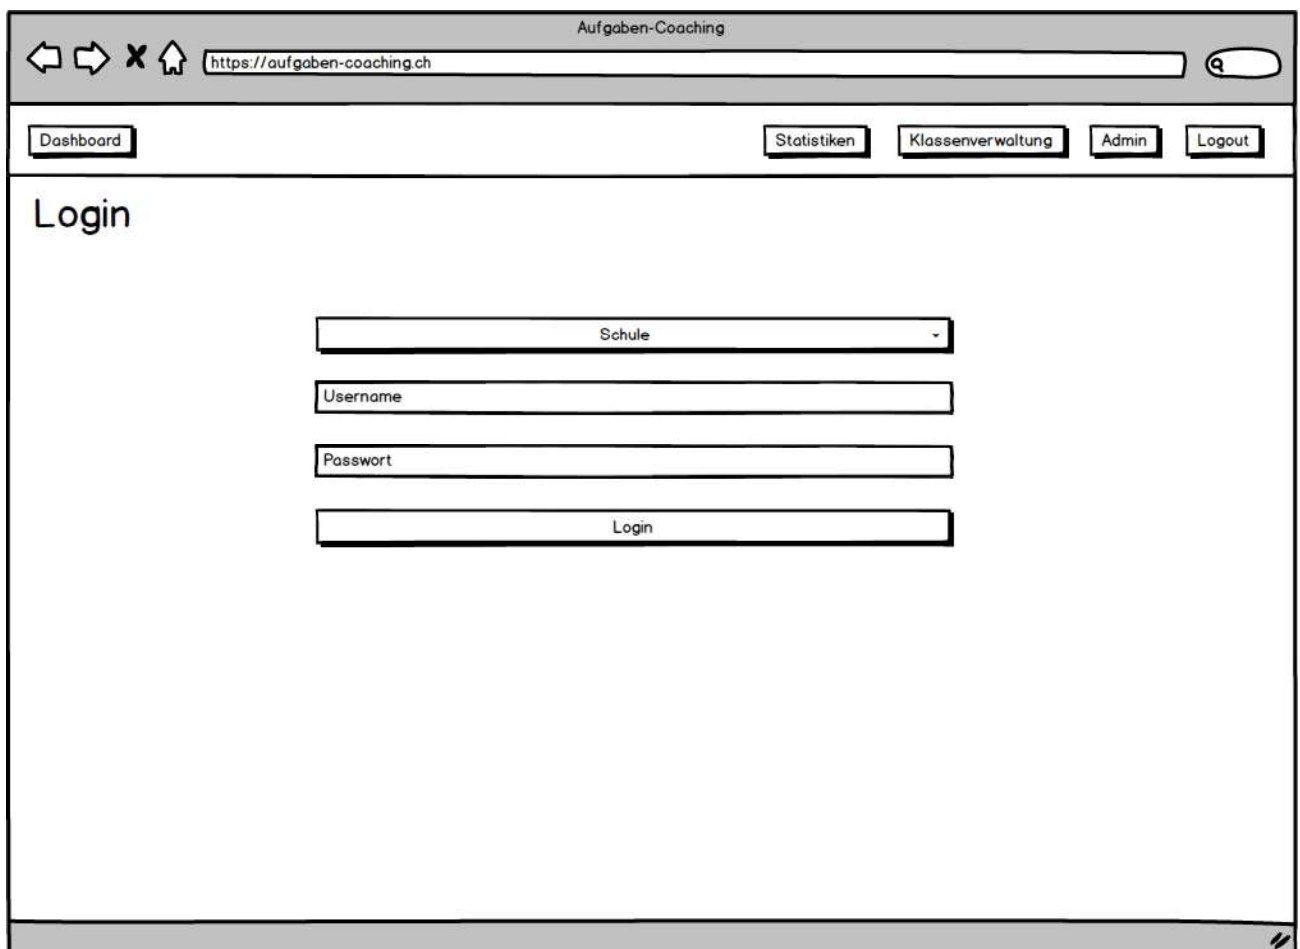 Aufgaben-Coaching
https://aufgaben-coaching.ch
Dashboard Statistiken Klassenverwaltung Admin Logout
Login
Schule
Username
Passwort
Login